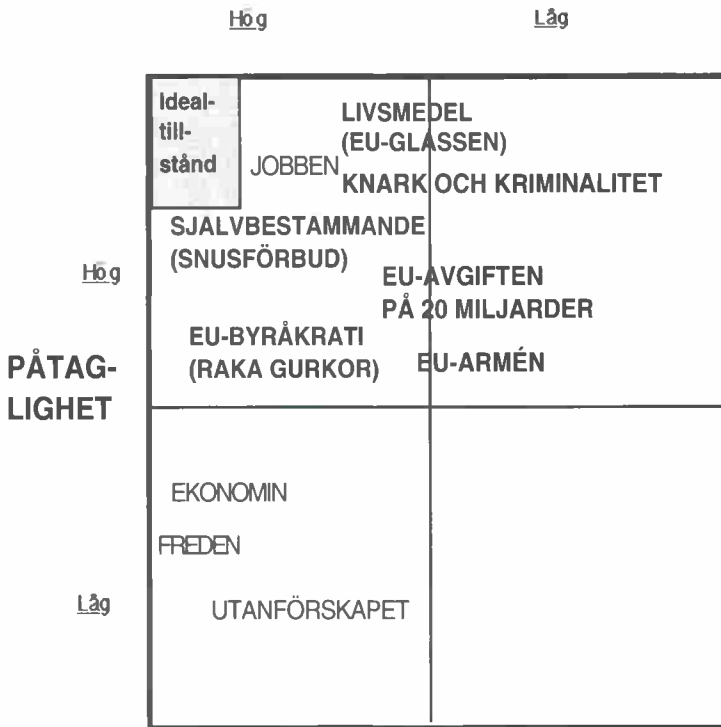 Hög Låg
Ideal-
till-
stånd
LIVSMEDEL
(EU-GLASSEN)
JOBBEN
KNARK OCH KRIMINALITET
SJALVBESTAMMANDE
(SNUSFÖRBUD)
Hög
EU-AVGIFTEN
PÅ 20 MILJARDER
EU-BYRÅKRATI
(RAKA GURKOR)
EU-ARMÉN
PÅTAG-
LIGHET
EKONOMIN
FREDEN
Låg
UTANFÖRSKAPET